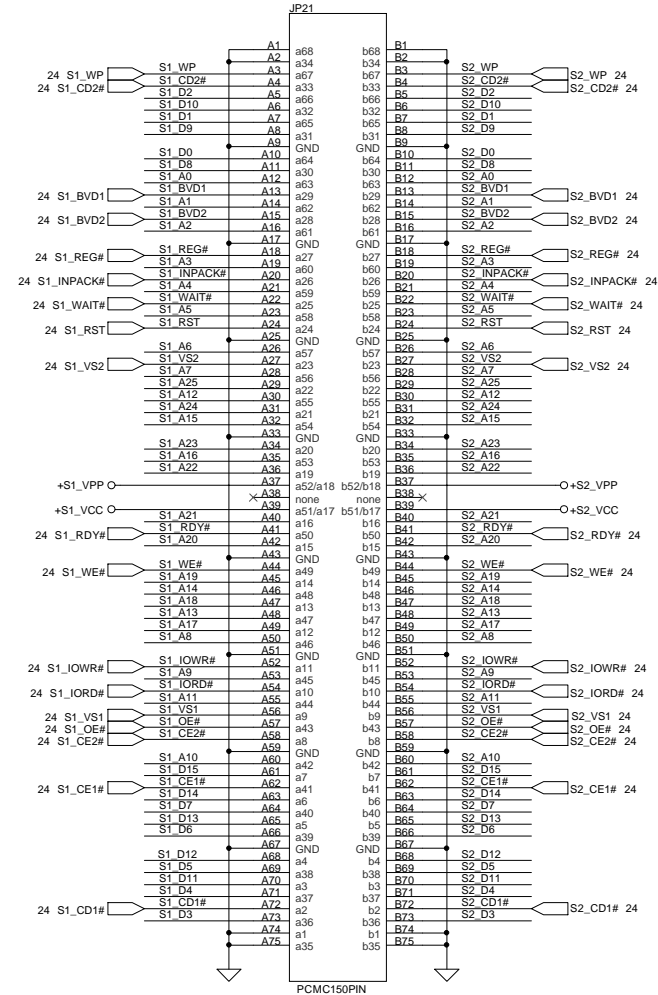 JP21
A1 a68 b68 B1
A2 a34 b34 B2
24 S1_WP S1_WP A3 a67 b67 B3 S2_WP S2_WP 24
24 S1_CD2# S1_CD2# A4 a33 b33 B4 S2_CD2# S2_CD2# 24
S1_D2 A5 a66 b66 B5 S2_D2
S1_D10 A6 a32 b32 B6 S2_D10
S1_D1 A7 a65 b65 B7 S2_D1
S1_D9 A8 a31 b31 B8 S2_D9
A9 GND GND B9
S1_D0 A10 a64 b64 B10 S2_D0
S1_D8 A11 a30 b30 B11 S2_D8
S1_A0 A12 a63 b63 B12 S2_A0
24 S1_BVD1 S1_BVD1 A13 a29 b29 B13 S2_BVD1 S2_BVD1 24
S1_A1 A14 a62 b62 B14 S2_A1
24 S1_BVD2 S1_BVD2 A15 a28 b28 B15 S2_BVD2 S2_BVD2 24
S1_A2 A16 a61 b61 B16 S2_A2
A17 GND GND B17
24 S1_REG# S1_REG# A18 a27 b27 B18 S2_REG# S2_REG# 24
S1_A3 A19 a60 b60 B19 S2_A3
24 S1_INPACK# S1_INPACK# A20 a26 b26 B20 S2_INPACK# S2_INPACK# 24
S1_A4 A21 a59 b59 B21 S2_A4
24 S1_WAIT# S1_WAIT# A22 a25 b25 B22 S2_WAIT# S2_WAIT# 24
S1_A5 A23 a58 b58 B23 S2_A5
24 S1_RST S1_RST A24 a24 b24 B24 S2_RST S2_RST 24
A25 GND GND B25
S1_A6 A26 a57 b57 B26 S2_A6
24 S1_VS2 S1_VS2 A27 a23 b23 B27 S2_VS2 S2_VS2 24
S1_A7 A28 a56 b56 B28 S2_A7
S1_A25 A29 a22 b22 B29 S2_A25
S1_A12 A30 a55 b55 B30 S2_A12
S1_A24 A31 a21 b21 B31 S2_A24
S1_A15 A32 a54 b54 B32 S2_A15
A33 GND GND B33
S1_A23 A34 a20 b20 B34 S2_A23
S1_A16 A35 a53 b53 B35 S2_A16
S1_A22 A36 a19 b19 B36 S2_A22
+S1_VPP A37 a52/a18 b52/b18 B37 +S2_VPP
A38 none none B38
+S1_VCC A39 a51/a17 b51/b17 B39 +S2_VCC
S1_A21 A40 a16 b16 B40 S2_A21
24 S1_RDY# S1_RDY# A41 a50 b50 B41 S2_RDY# S2_RDY# 24
S1_A20 A42 a15 b15 B42 S2_A20
A43 GND GND B43
24 S1_WE# S1_WE# A44 a49 b49 B44 S2_WE# S2_WE# 24
S1_A19 A45 a14 b14 B45 S2_A19
S1_A14 A46 a48 b48 B46 S2_A14
S1_A18 A47 a13 b13 B47 S2_A18
S1_A13 A48 a47 b47 B48 S2_A13
S1_A17 A49 a12 b12 B49 S2_A17
S1_A8 A50 a46 b46 B50 S2_A8
A51 GND GND B51
24 S1_IOWR# S1_IOWR# A52 a11 b11 B52 S2_IOWR# S2_IOWR# 24
S1_A9 A53 a45 b45 B53 S2_A9
24 S1_IORD# S1_IORD# A54 a10 b10 B54 S2_IORD# S2_IORD# 24
S1_A11 A55 a44 b44 B55 S2_A11
24 S1_VS1 S1_VS1 A56 a9 b9 B56 S2_VS1 S2_VS1 24
24 S1_OE# S1_OE# A57 a43 b43 B57 S2_OE# S2_OE# 24
24 S1_CE2# S1_CE2# A58 a8 b8 B58 S2_CE2# S2_CE2# 24
A59 GND GND B59
S1_A10 A60 a42 b42 B60 S2_A10
S1_D15 A61 a7 b7 B61 S2_D15
24 S1_CE1# S1_CE1# A62 a41 b41 B62 S2_CE1# S2_CE1# 24
S1_D14 A63 a6 b6 B63 S2_D14
S1_D7 A64 a40 b40 B64 S2_D7
S1_D13 A65 a5 b5 B65 S2_D13
S1_D6 A66 a39 b39 B66 S2_D6
A67 GND GND B67
S1_D12 A68 a4 b4 B68 S2_D12
S1_D5 A69 a38 b38 B69 S2_D5
S1_D11 A70 a3 b3 B70 S2_D11
S1_D4 A71 a37 b37 B71 S2_D4
24 S1_CD1# S1_CD1# A72 a2 b2 B72 S2_CD1# S2_CD1# 24
S1_D3 A73 a36 b36 B73 S2_D3
A74 a1 b1 B74
A75 a35 b35 B75
PCMC150PIN